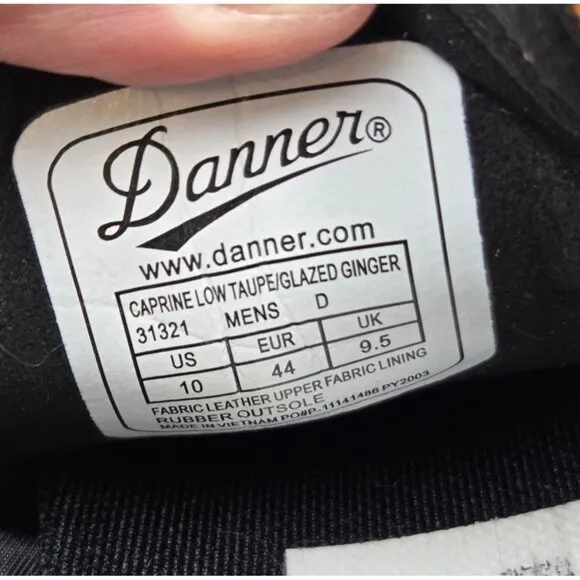 Danner®
www.danner.com
CAPRINE LOW TAUPE/GLAZED GINGER
31321 MENS D
US EUR UK
10 44 9.5
FABRIC LEATHER UPPER FABRIC LINING
RUBBER OUTSOLE
MADE IN VIETNAM PO#P-11141486 PY2003